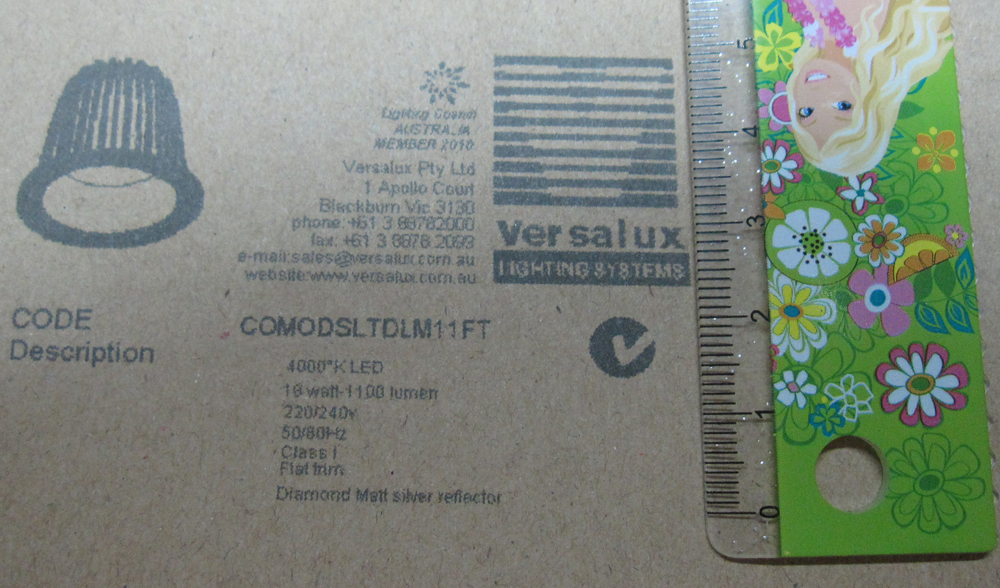 Lighting Council
AUSTRALIA
MEMBER 2010
Versalux Pty Ltd
1 Apollo Court
Blackburn Vic 3130
phone: +61 3 88782000
fax: +61 3 8878 2093
e-mail:sales@versalux.com.au
website:www.versalux.com.au
Versalux
LIGHTING SYSTEMS
CODE
COMODSLTDLM11FT
Description
4000°K LED
16 watt-1100 lumen
220/240v
50/60Hz
Class I
Flat trim
Diamond Matt silver reflector
5
4
3
2
1
0